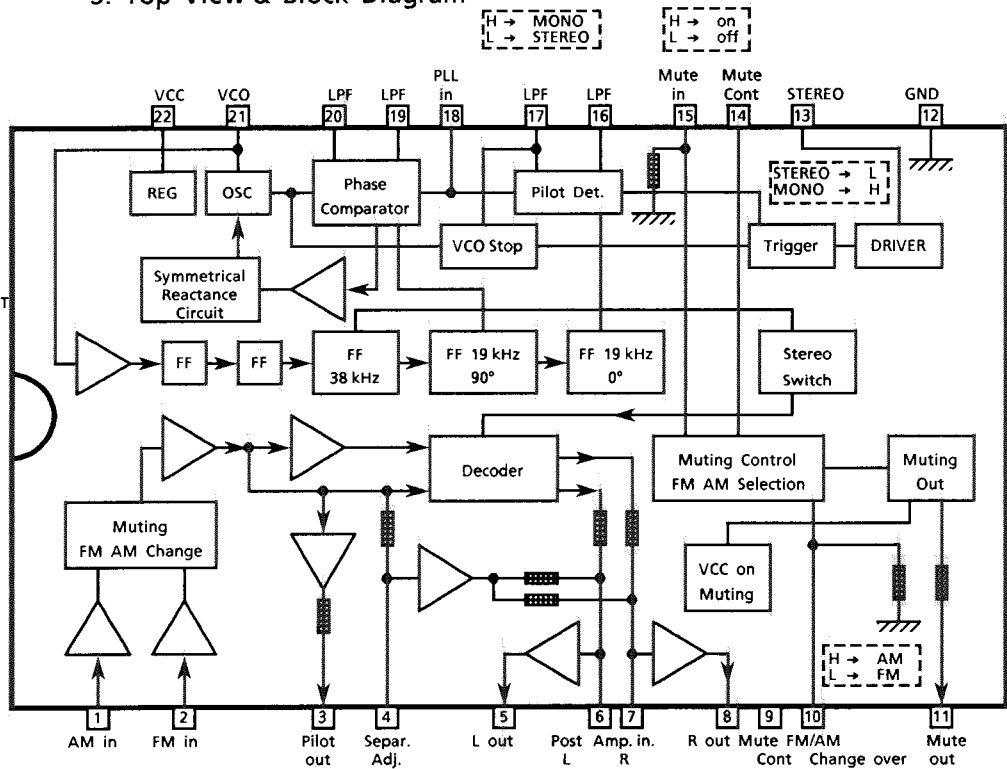 5. Top View & Block Diagram
H → MONO
L → STEREO
H → on
L → off
VCC
VCO
LPF
LPF
PLL
in
LPF
LPF
Mute
in
Mute
Cont
STEREO
GND
22
21
20
19
18
17
16
15
14
13
12
REG
OSC
Phase
Comparator
Pilot Det.
STEREO → L
MONO → H
VCO Stop
Trigger
DRIVER
Symmetrical
Reactance
Circuit
T
FF
FF
FF
38 kHz
FF 19 kHz
90°
FF 19 kHz
0°
Stereo
Switch
Decoder
Muting Control
FM AM Selection
Muting
Out
Muting
FM AM Change
VCC on
Muting
H → AM
L → FM
1
2
3
4
5
6
7
8
9
10
11
AM in
FM in
Pilot
out
Separ.
Adj.
L out
Post Amp. in.
L R
R out
Mute
Cont
FM/AM
Change over
Mute
out